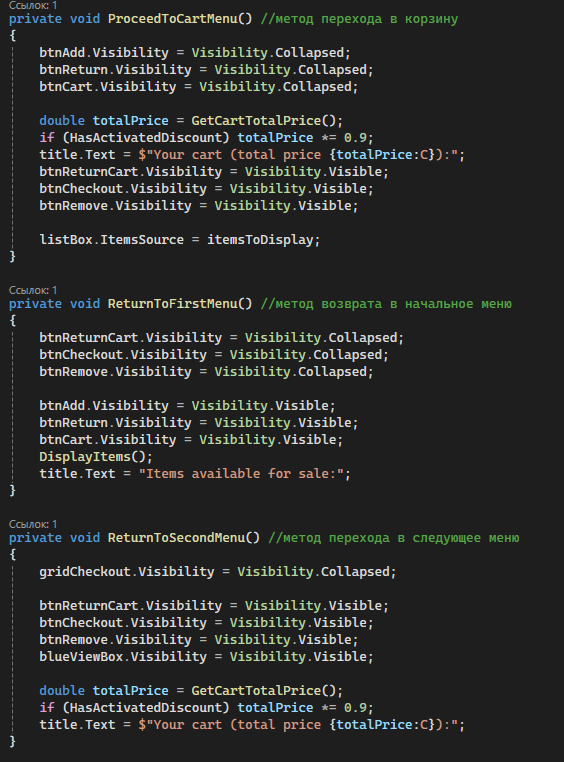 Ссылок: 1
private void ProceedToCartMenu() //метод перехода в корзину
{
btnAdd.Visibility = Visibility.Collapsed;
btnReturn.Visibility = Visibility.Collapsed;
btnCart.Visibility = Visibility.Collapsed;
double totalPrice = GetCartTotalPrice();
if (HasActivatedDiscount) totalPrice *= 0.9;
title.Text = $"Your cart (total price {totalPrice:C}):";
btnReturnCart.Visibility = Visibility.Visible;
btnCheckout.Visibility = Visibility.Visible;
btnRemove.Visibility = Visibility.Visible;
listBox.ItemsSource = itemsToDisplay;
}
Ссылок: 1
private void ReturnToFirstMenu() //метод возврата в начальное меню
{
btnReturnCart.Visibility = Visibility.Collapsed;
btnCheckout.Visibility = Visibility.Collapsed;
btnRemove.Visibility = Visibility.Collapsed;
btnAdd.Visibility = Visibility.Visible;
btnReturn.Visibility = Visibility.Visible;
btnCart.Visibility = Visibility.Visible;
DisplayItems();
title.Text = "Items available for sale:";
}
Ссылок: 1
private void ReturnToSecondMenu() //метод перехода в следующее меню
{
gridCheckout.Visibility = Visibility.Collapsed;
btnReturnCart.Visibility = Visibility.Visible;
btnCheckout.Visibility = Visibility.Visible;
btnRemove.Visibility = Visibility.Visible;
blueViewBox.Visibility = Visibility.Visible;
double totalPrice = GetCartTotalPrice();
if (HasActivatedDiscount) totalPrice *= 0.9;
title.Text = $"Your cart (total price {totalPrice:C}):";
}